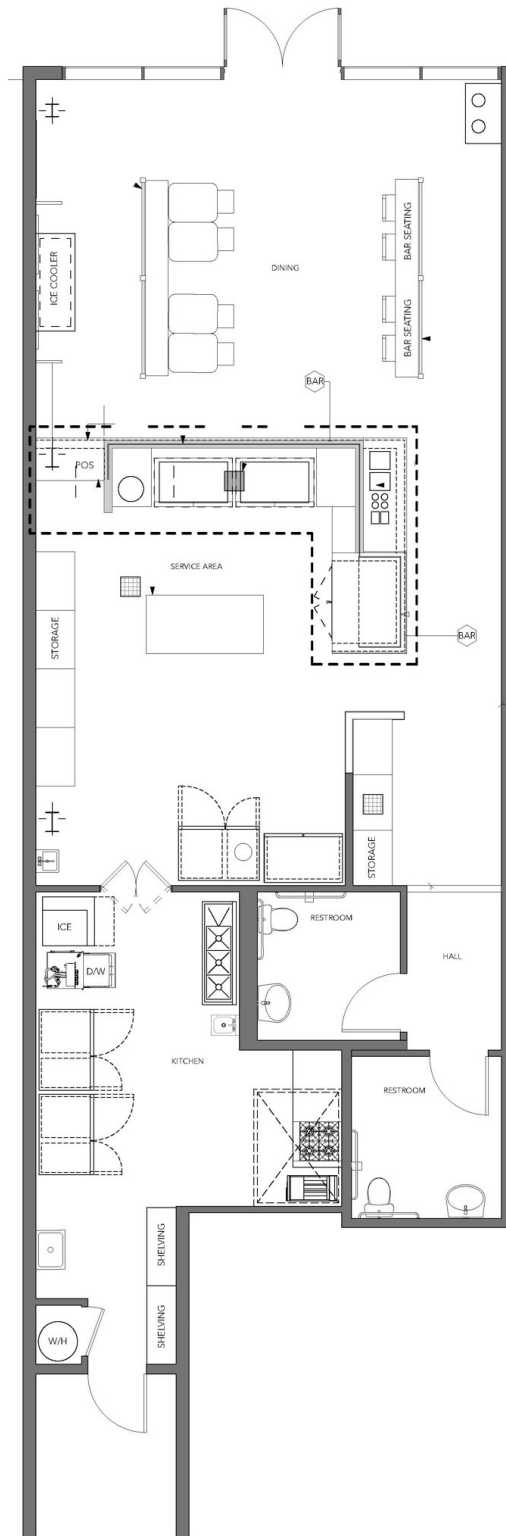 ICE COOLER
DINING
BAR SEATING
BAR SEATING
BAR
POS
SERVICE AREA
STORAGE
BAR
STORAGE
ICE
D/W
RESTROOM
HALL
KITCHEN
RESTROOM
SHELVING
SHELVING
W/H